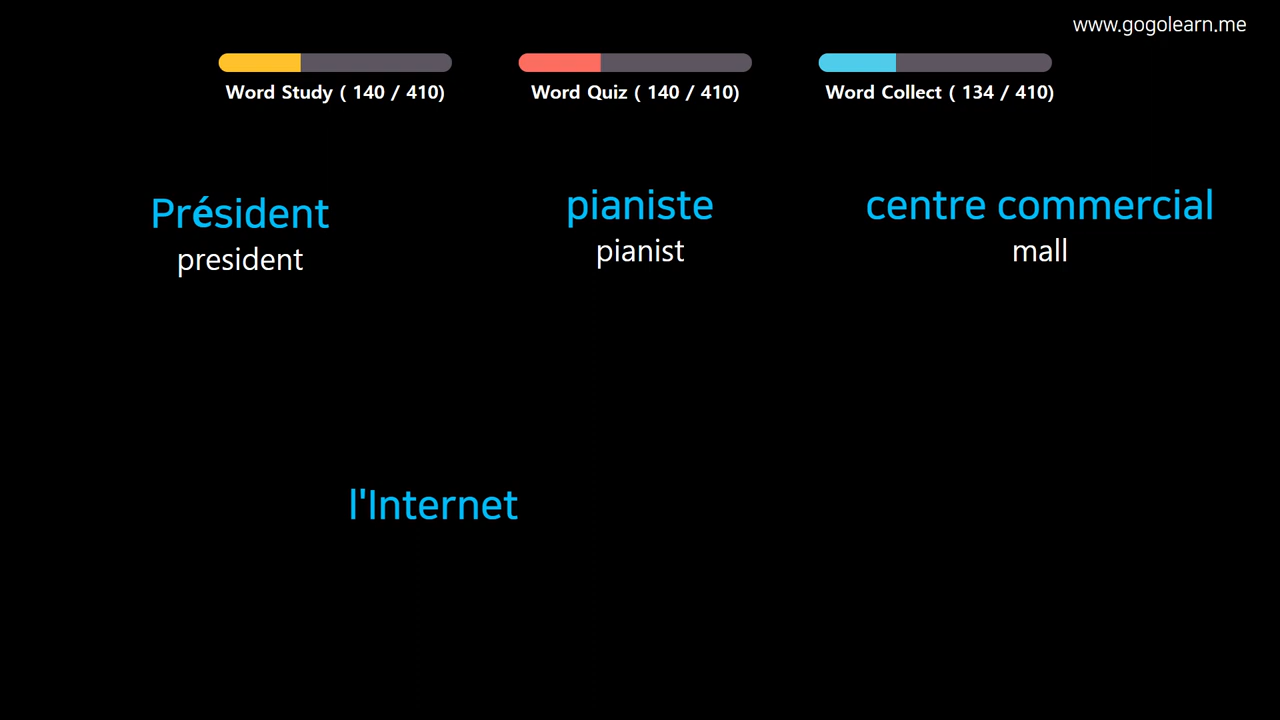 www.gogolearn.me
Word Study ( 140 / 410)
Word Quiz ( 140 / 410)
Word Collect ( 134 / 410)
Président
president
pianiste
pianist
centre commercial
mall
l'Internet